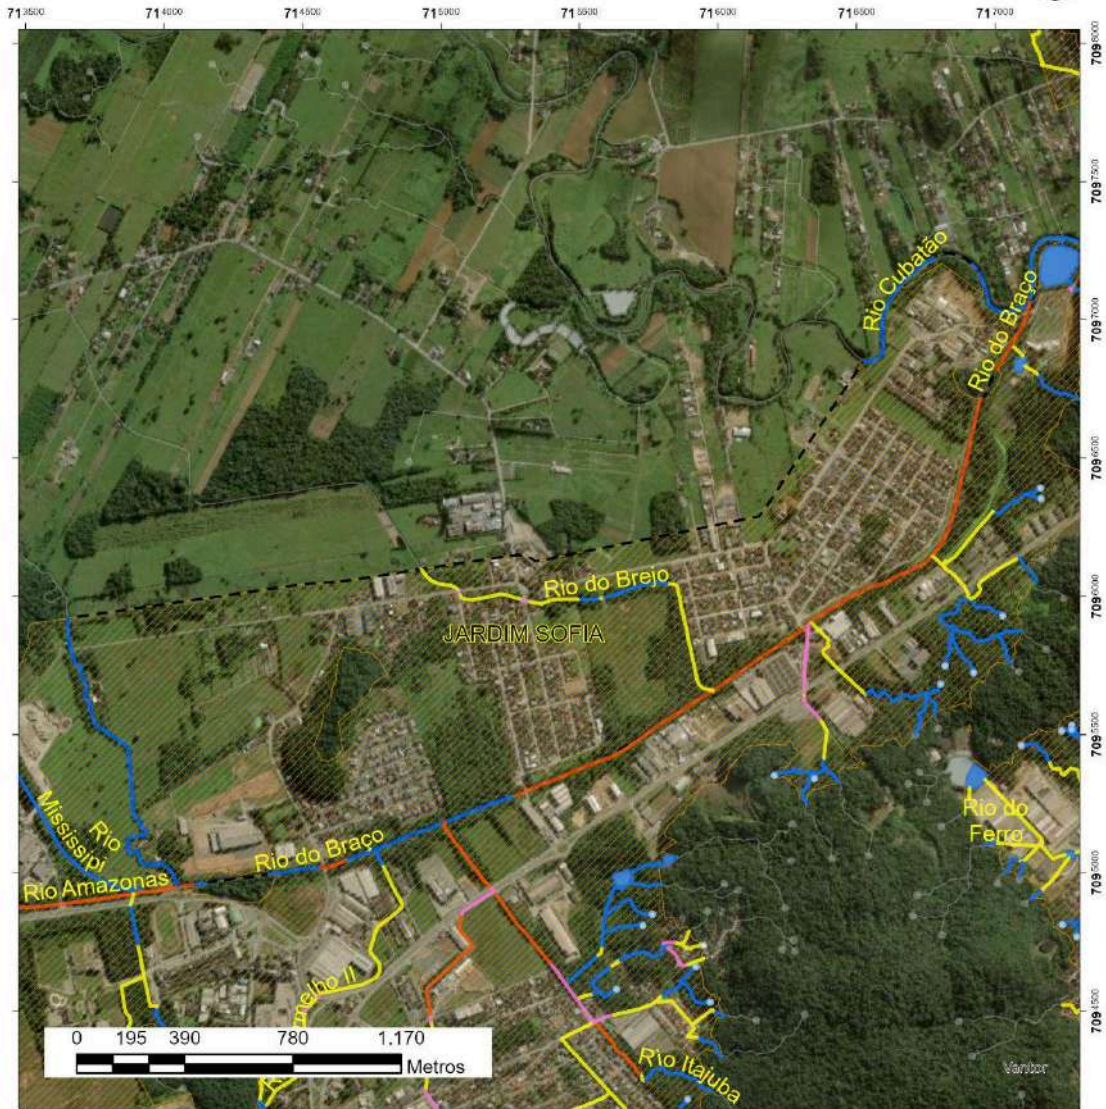 713500 714000 714500 715000 715500 716000 716500 717000
7098000
7097500
Rio Cubatão
7097000
Rio do Braço
7096500
7096000
Rio do Brejo
JARDIM SOFIA
7095500
Rio
Mississipi
Rio do
Ferro
Rio do Braço
7095000
Rio Amazonas
melho II
7094500
0 195 390 780 1.170
Metros
Rio Itajuba
Vantor